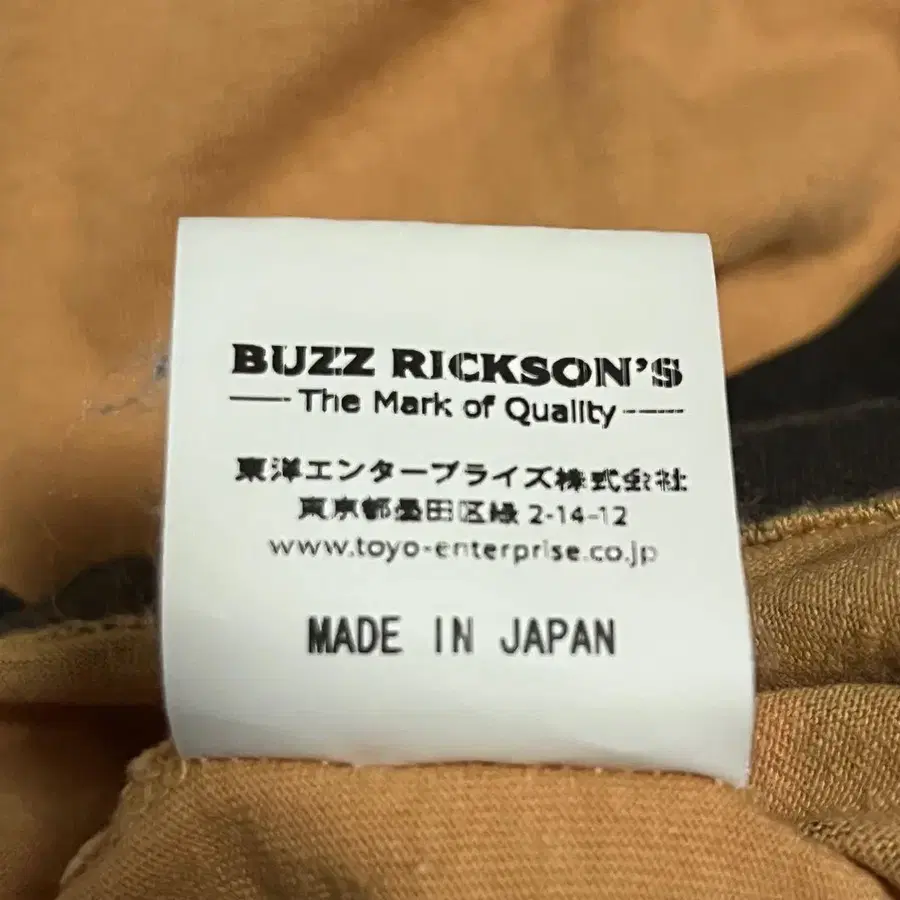 BUZZ RICKSON'S
The Mark of Quality
東洋エンタープライズ株式会社
東京都墨田区緑 2-14-12
www.toyo-enterprise.co.jp
MADE IN JAPAN